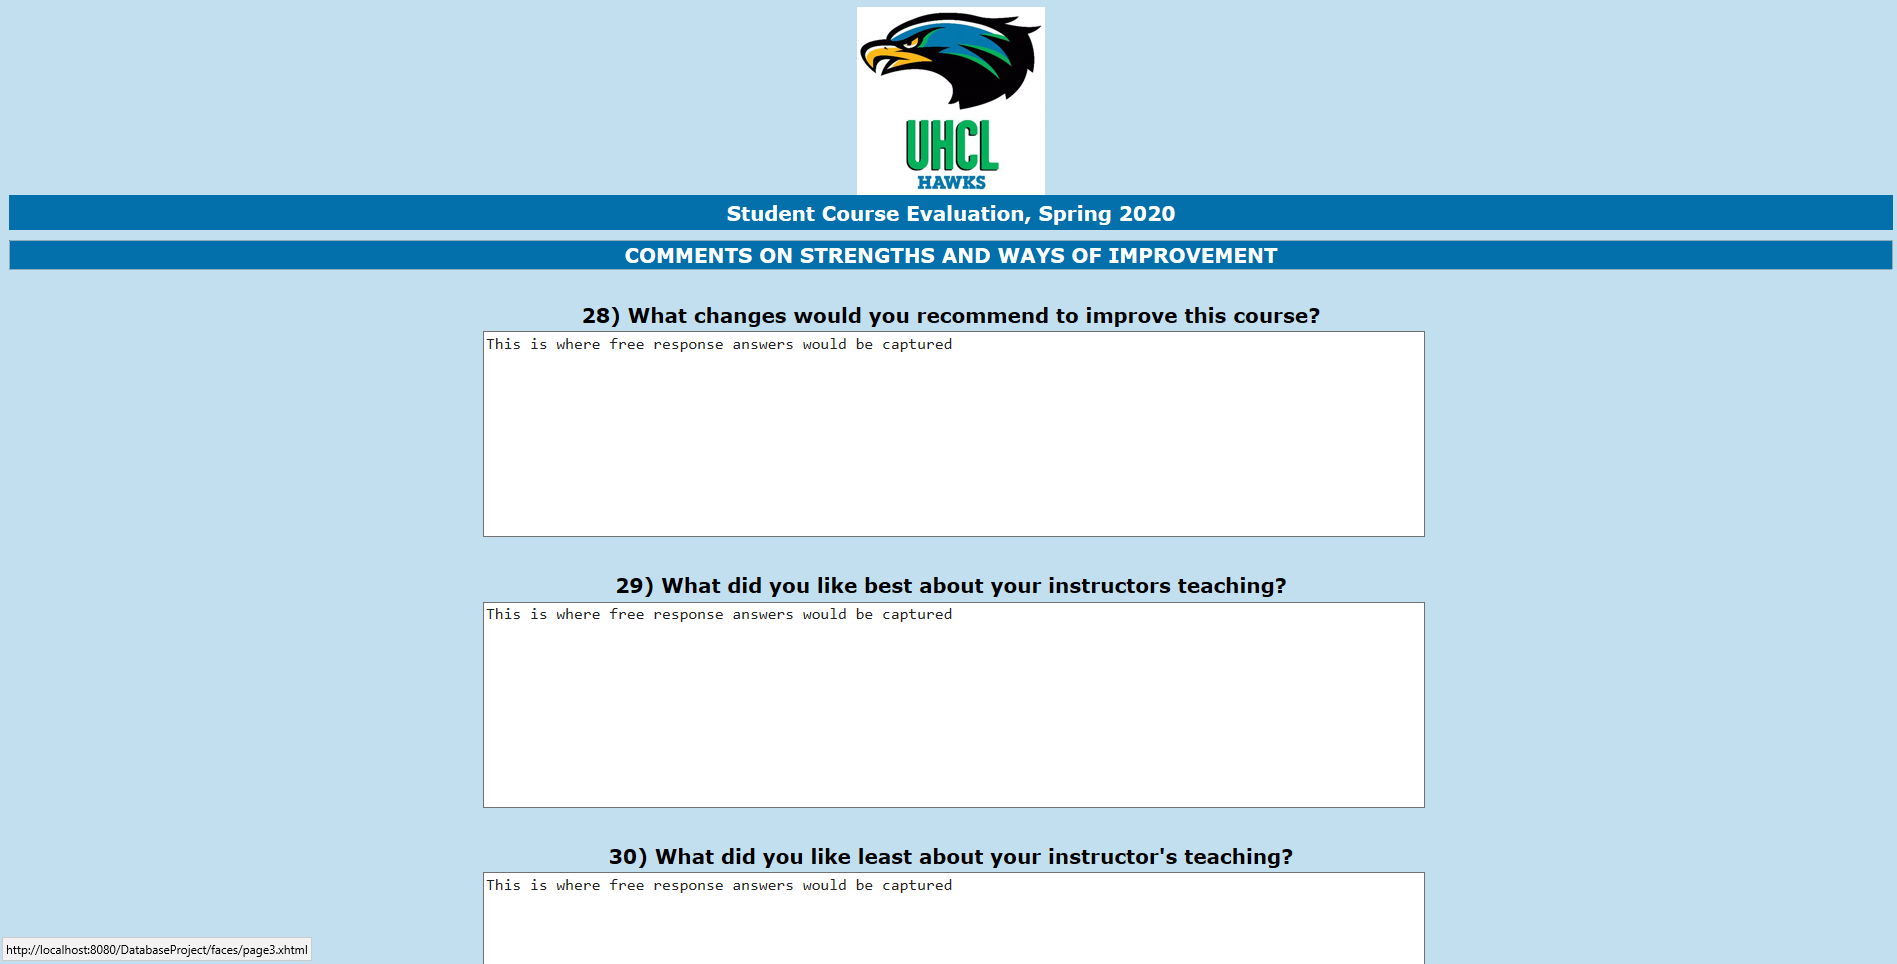 UHCL
HAWKS
Student Course Evaluation, Spring 2020
COMMENTS ON STRENGTHS AND WAYS OF IMPROVEMENT
28) What changes would you recommend to improve this course?
This is where free response answers would be captured
29) What did you like best about your instructors teaching?
This is where free response answers would be captured
30) What did you like least about your instructor's teaching?
This is where free response answers would be captured
http://localhost:8080/DatabaseProject/faces/page3.xhtml